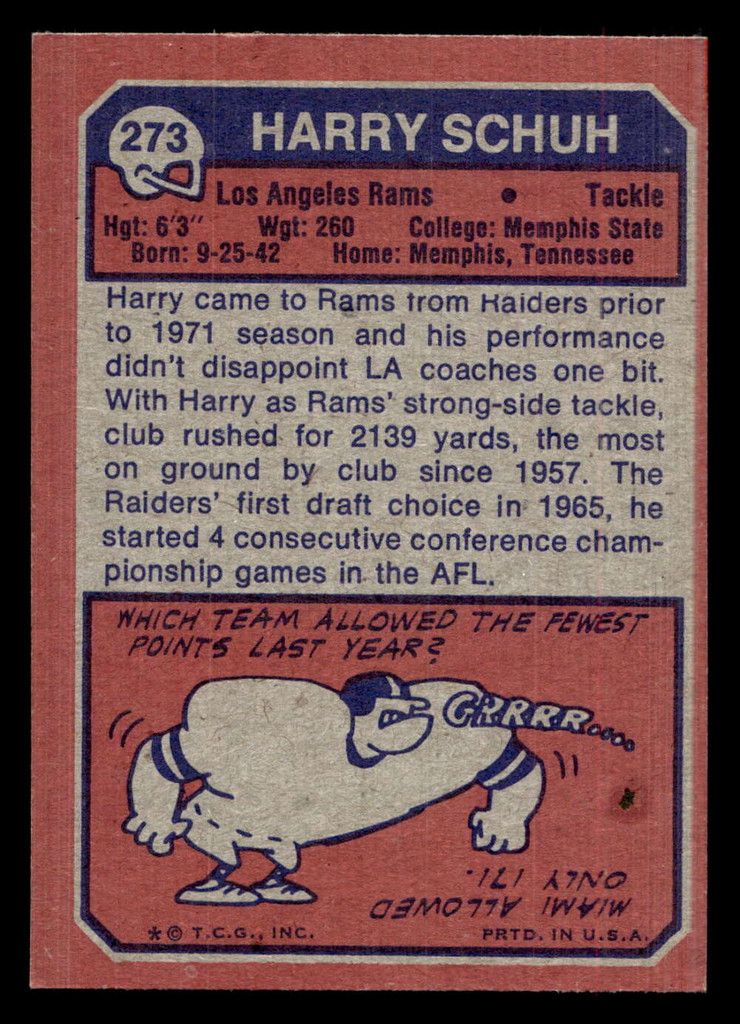 273
HARRY SCHUH
Los Angeles Rams • Tackle
Hgt: 6'3" Wgt: 260 College: Memphis State
Born: 9-25-42 Home: Memphis, Tennessee
Harry came to Rams from Raiders prior
to 1971 season and his performance
didn't disappoint LA coaches one bit.
With Harry as Rams' strong-side tackle,
club rushed for 2139 yards, the most
on ground by club since 1957. The
Raiders' first draft choice in 1965, he
started 4 consecutive conference cham-
pionship games in the AFL.
WHICH TEAM ALLOWED THE FEWEST
POINTS LAST YEAR?
GRRRR....
MIAMI ALLOWED
ONLY 171.
* © T.C.G., INC. PRTD. IN U.S.A.